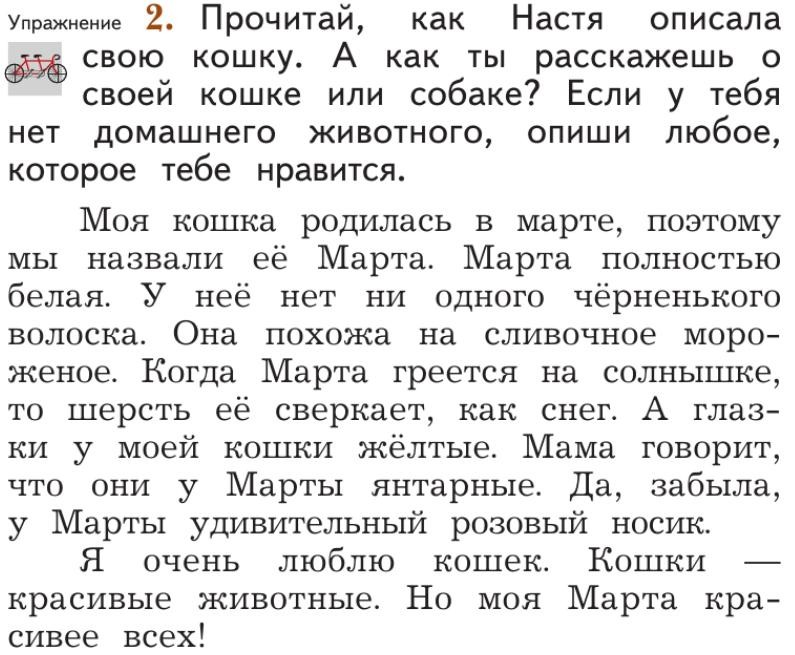 Упражнение 2. Прочитай, как Настя описала
свою кошку. А как ты расскажешь о
своей кошке или собаке? Если у тебя
нет домашнего животного, опиши любое,
которое тебе нравится.
Моя кошка родилась в марте, поэтому
мы назвали её Марта. Марта полностью
белая. У неё нет ни одного чёрненького
волоска. Она похожа на сливочное моро-
женое. Когда Марта греется на солнышке,
то шерсть её сверкает, как снег. А глаз-
ки у моей кошки жёлтые. Мама говорит,
что они у Марты янтарные. Да, забыла,
у Марты удивительный розовый носик.
Я очень люблю кошек. Кошки —
красивые животные. Но моя Марта кра-
сивее всех!